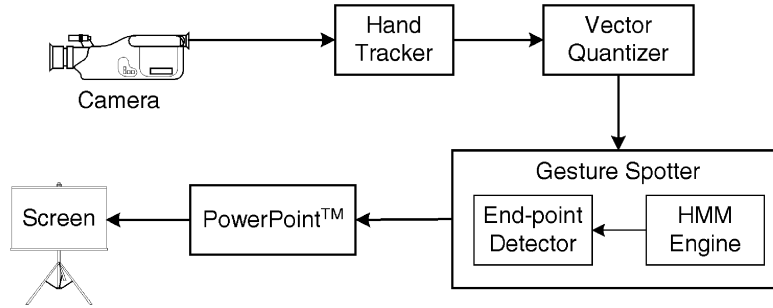 Hand
Tracker
Vector
Quantizer
Camera
Gesture Spotter
End-point
Detector
HMM
Engine
PowerPoint™
Screen